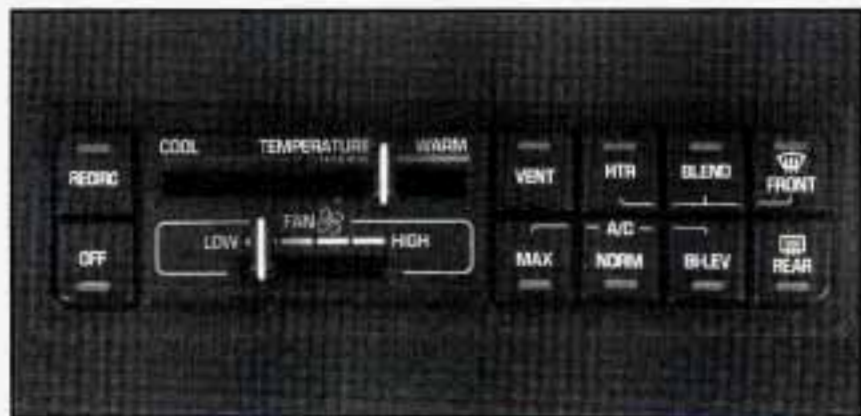 RECIRC
OFF
COOL TEMPERATURE WARM
FAN
LOW HIGH
VENT HTR BLEND FRONT
A/C
MAX NORM BI-LEV REAR